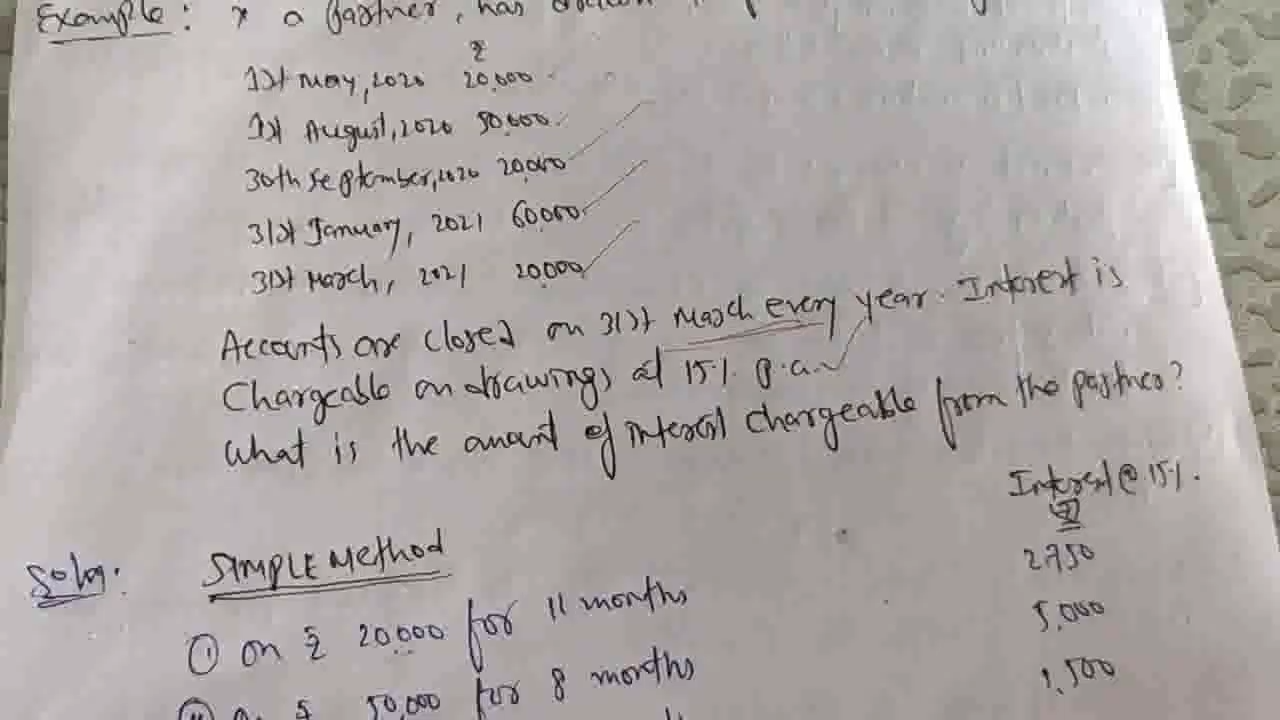 Example: X a partner, has
₹
1st May, 2020 20,000
1st August, 2020 50,000
30th September, 2020 20,000
31st January, 2021 60,000
31st March, 2021 20,000
Accounts are closed on 31st March every year. Interest is
Chargeable on drawings at 15% p.a.
What is the amount of interest chargeable from the partner?
Interest @ 15%.
₹
Soln: SIMPLE Method
2,750
(i) on ₹ 20,000 for 11 months
5,000
(ii) on ₹ 50,000 for 8 months
1,500